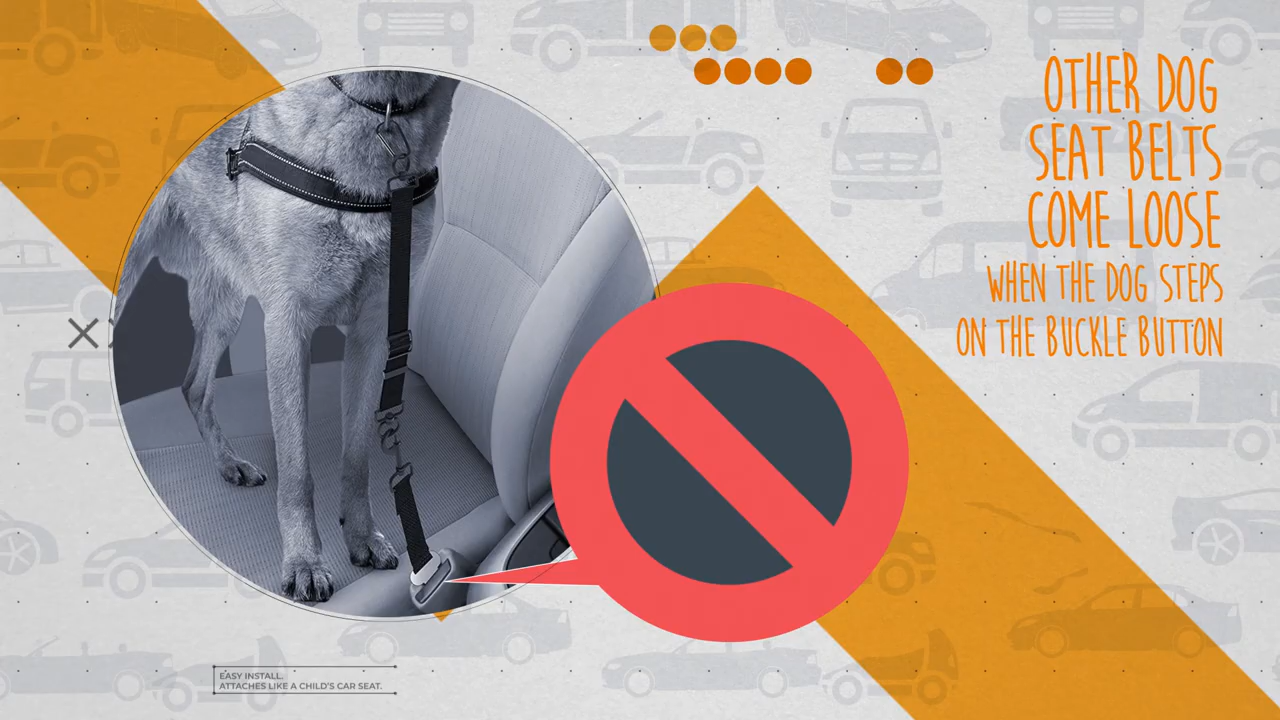 OTHER DOG
SEAT BELTS
COME LOOSE
WHEN THE DOG STEPS
ON THE BUCKLE BUTTON
EASY INSTALL.
ATTACHES LIKE A CHILD'S CAR SEAT.